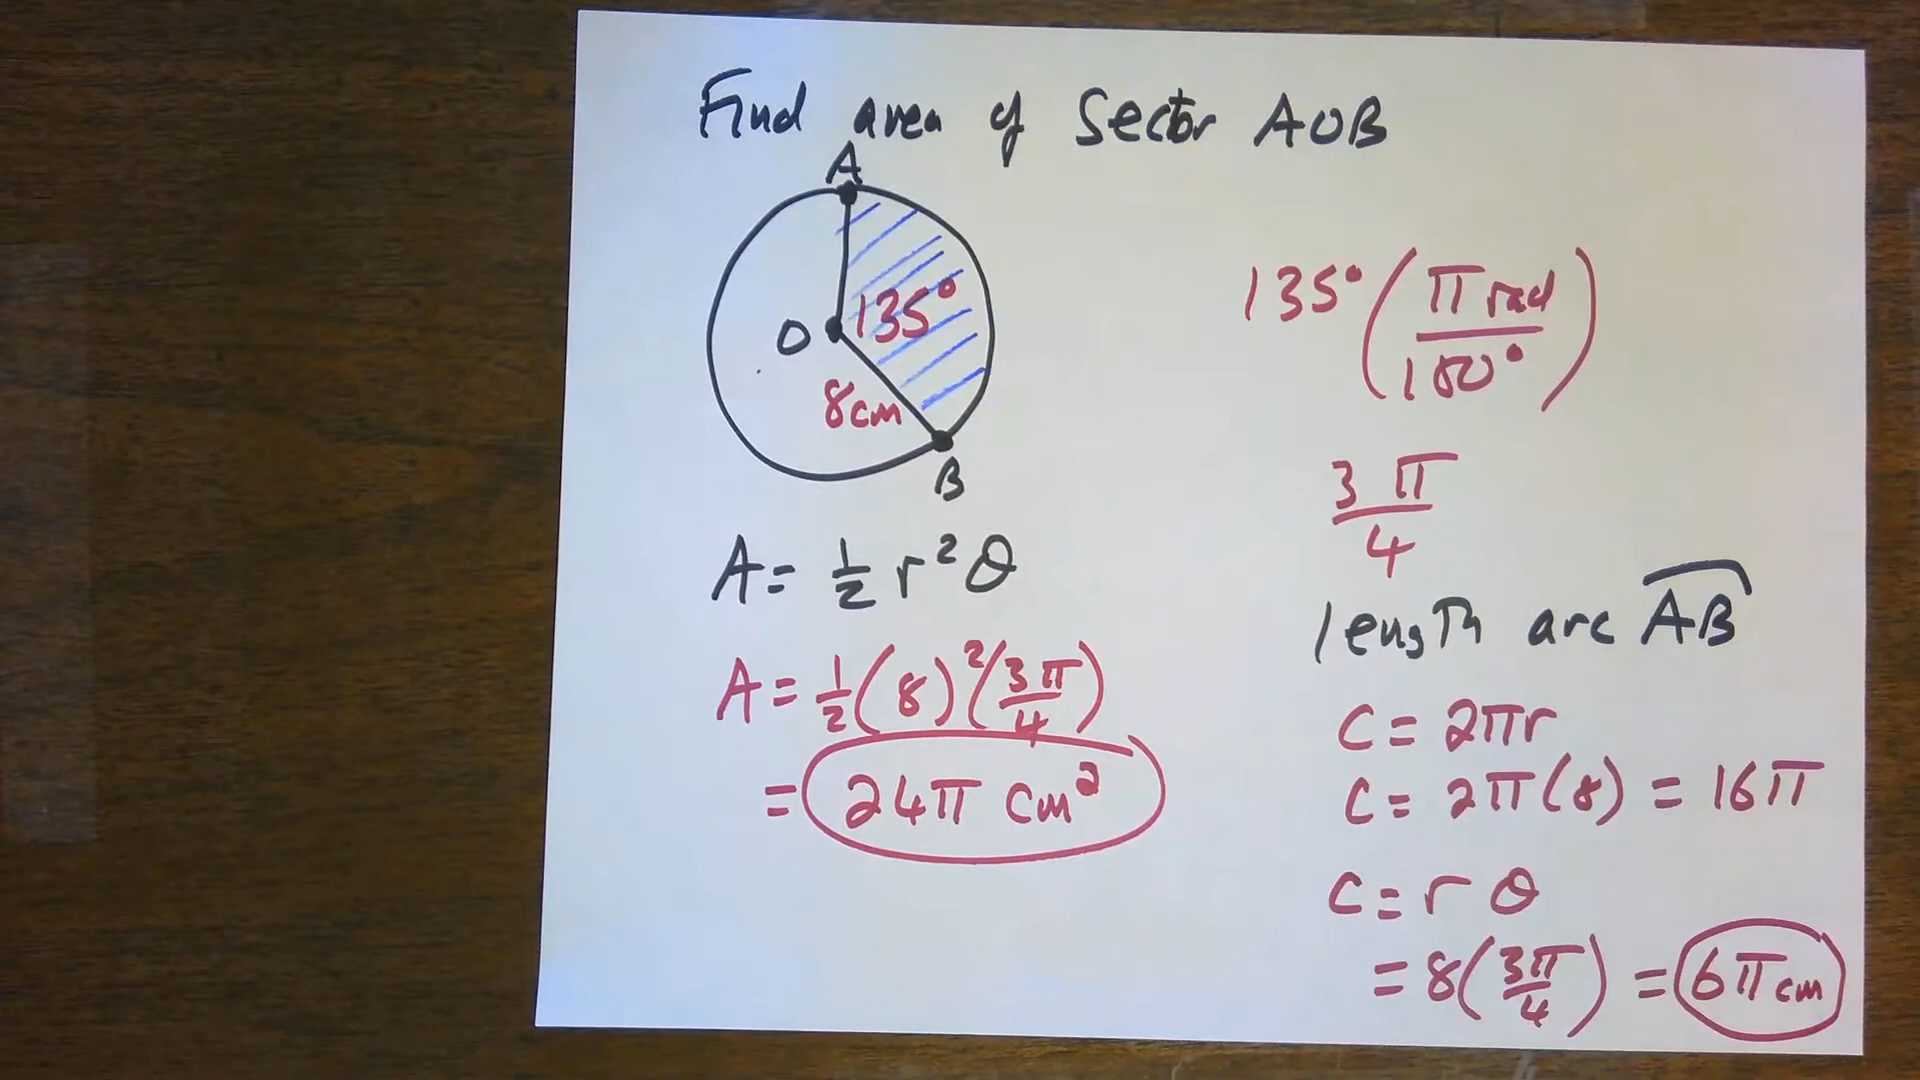 Find area of Sector AOB
A
135°
O
8cm
B
A = 1/2 r² θ
A = 1/2 (8)² (3π/4)
= 24π cm²
135° (π rad / 180°)
3π/4
length arc AB
C = 2πr
C = 2π(8) = 16π
C = r θ
= 8(3π/4) = 6π cm